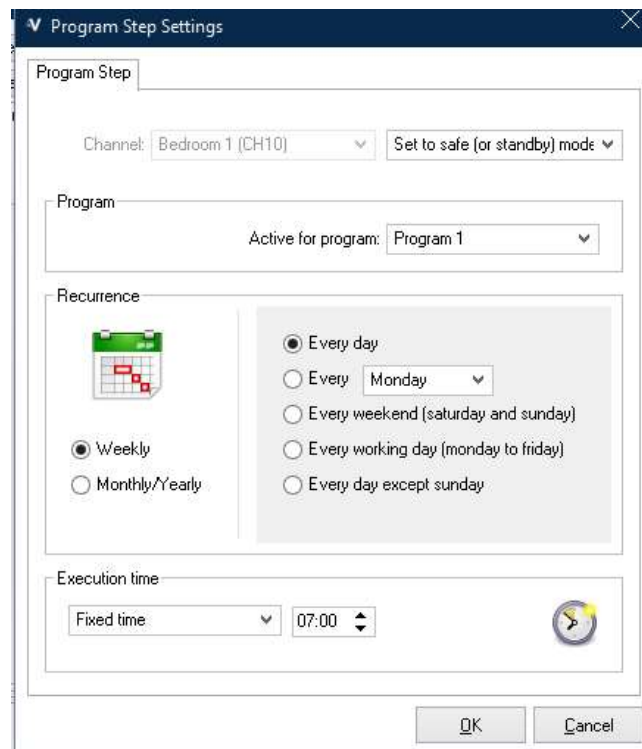 Program Step Settings
Program Step
Channel: Bedroom 1 (CH10) Set to safe (or standby) mode
Program
Active for program: Program 1
Recurrence
Every day
Every Monday
Every weekend (saturday and sunday)
Weekly
Every working day (monday to friday)
Monthly/Yearly
Every day except sunday
Execution time
Fixed time 07:00
OK Cancel